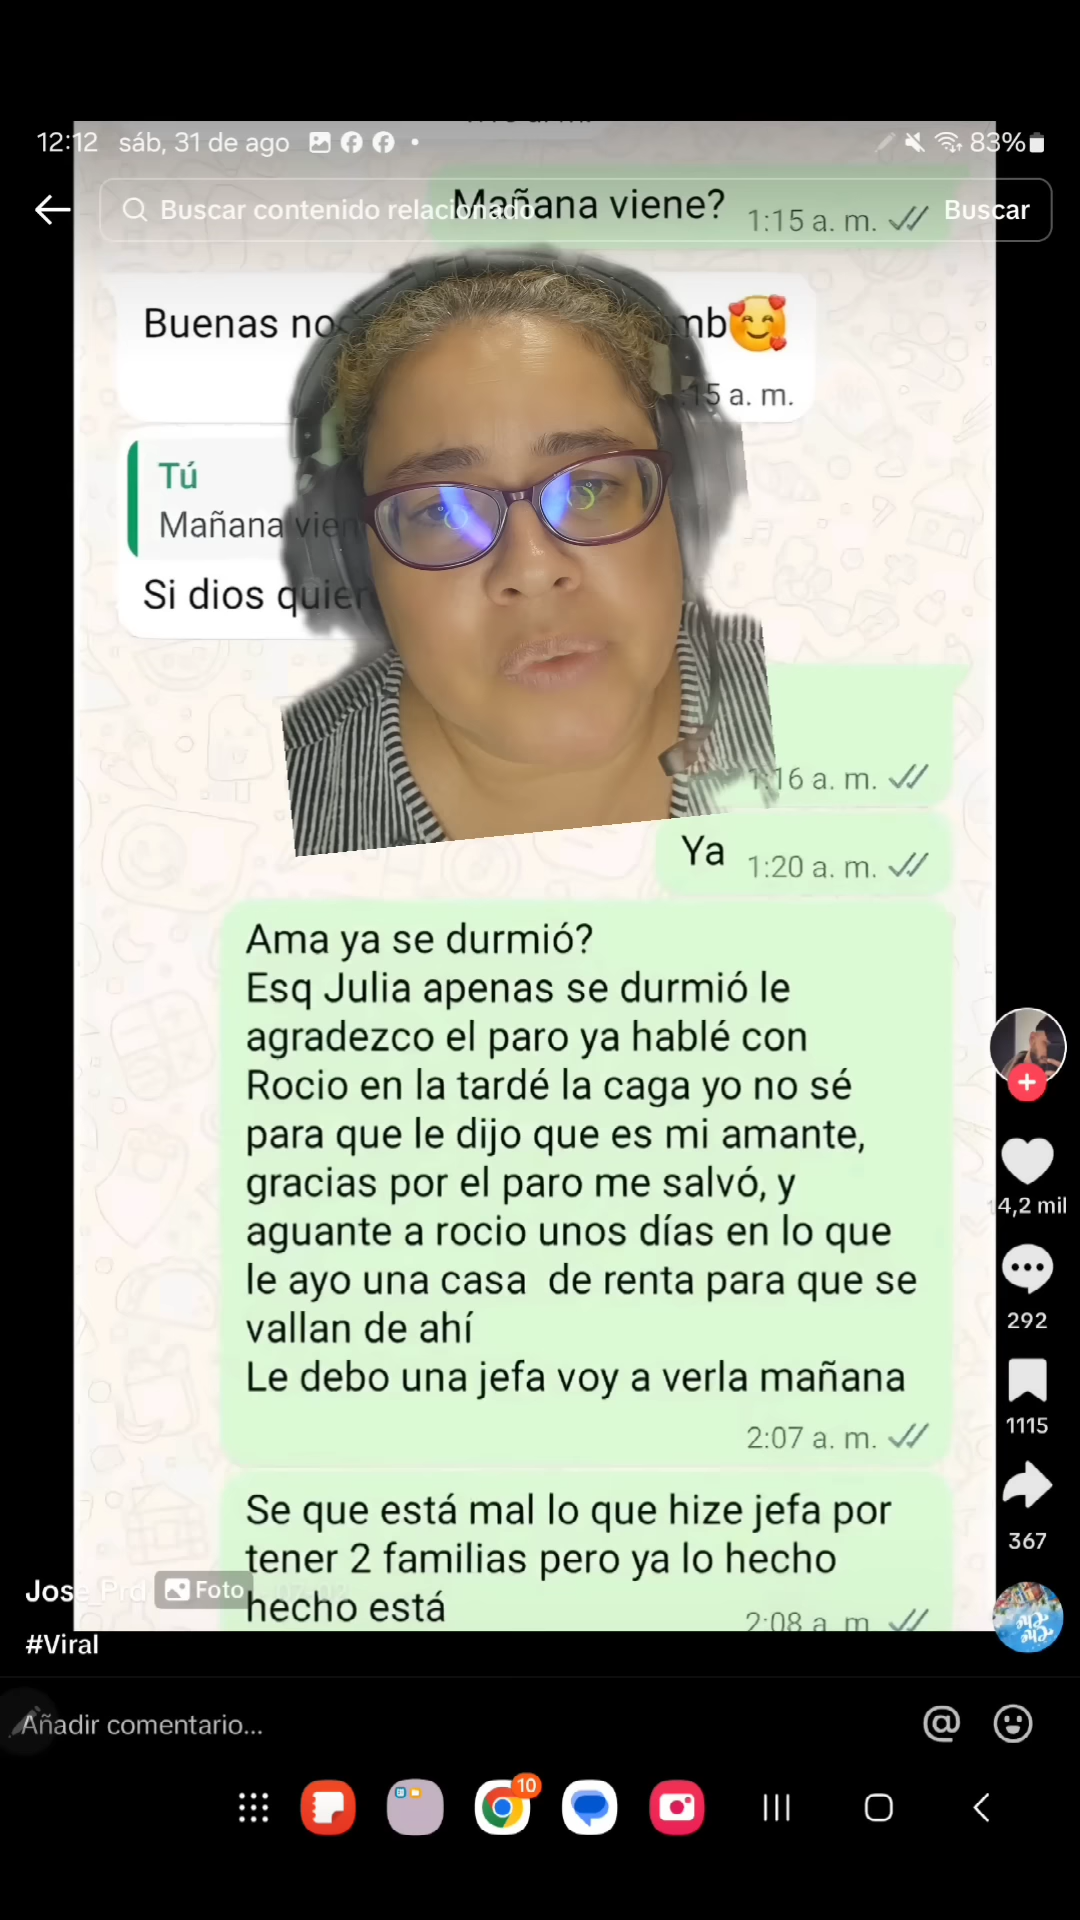 12:12 sáb, 31 de ago
83%
Mañana viene?
1:15 a. m.
Buscar contenido relacionado
Buscar
Buenas
a. m.
Tú
Mañana
Si dios
1:16 a. m.
Ya
1:20 a. m.
Ama ya se durmió?
Esq Julia apenas se durmió le
agradezco el paro ya hablé con
Rocio en la tardé la caga yo no sé
para que le dijo que es mi amante,
gracias por el paro me salvó, y
aguante a rocio unos días en lo que
le ayo una casa de renta para que se
vallan de ahí
Le debo una jefa voy a verla mañana
2:07 a. m.
Se que está mal lo que hize jefa por
tener 2 familias pero ya lo hecho
hecho está
2:08 a. m
4,2 mil
292
1115
367
Jose Prd
Foto
#Viral
Añadir comentario...
10